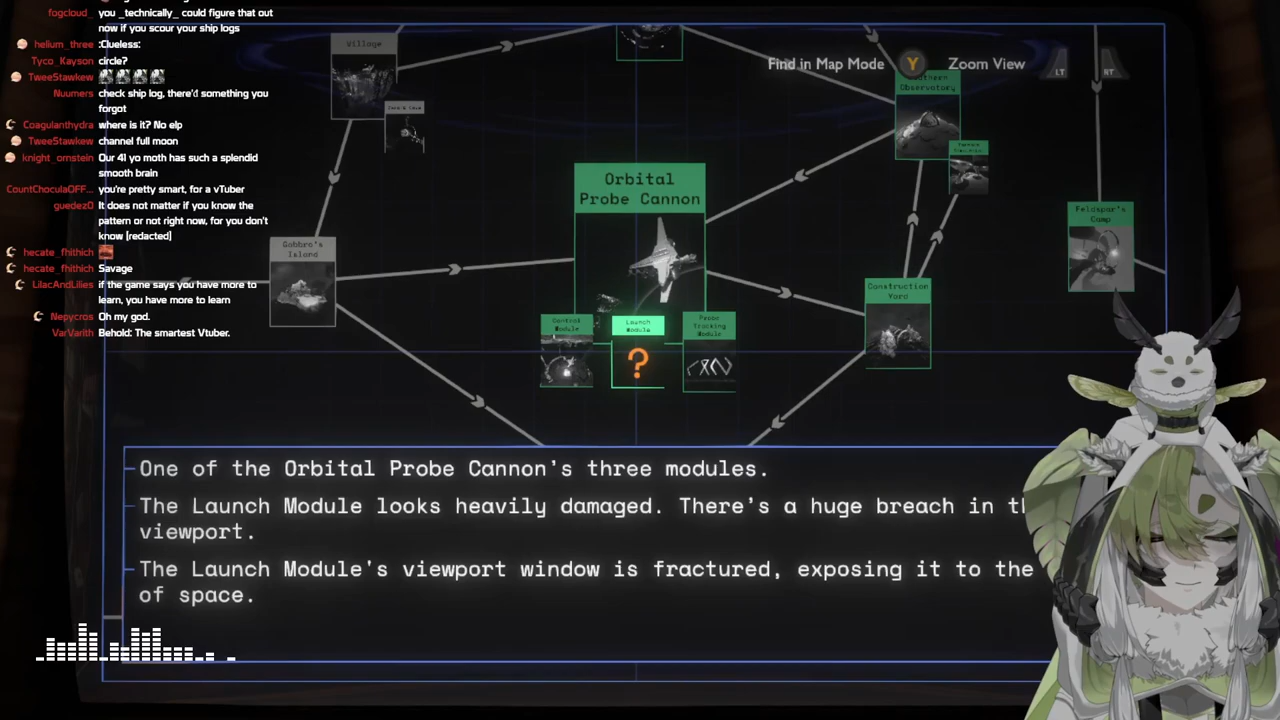 fogcloud_ you _technically_ could figure that out
now if you scour your ship logs
helium_three :Clueless:
Tyco_Kayson circle?
TweeStawkew
Nuumers check ship log, there'd something you
forgot
Coagulanthydra where is it? No elp
TweeStawkew channel full moon
knight_ornstein Our 41 yo moth has such a splendid
smooth brain
CountChoculaOFF... you're pretty smart, for a vTuber
guedez0 It does not matter if you know the
pattern or not right now, for you don't
know [redacted]
hecate_fhithich
hecate_fhithich Savage
LilacAndLilies if the game says you have more to
learn, you have more to learn
Nepycros Oh my god.
VarVarith Behold: The smartest Vtuber.
Village
Find in Map Mode Y Zoom View LT RT
Observatory
Orbital
Probe Cannon
Feldspar's
Camp
Gabbro's
Island
Construction
Yard
Control
Module
Launch
Module
Probe
Tracking
Module
?
One of the Orbital Probe Cannon's three modules.
The Launch Module looks heavily damaged. There's a huge breach in
viewport.
The Launch Module's viewport window is fractured, exposing it to the
of space.